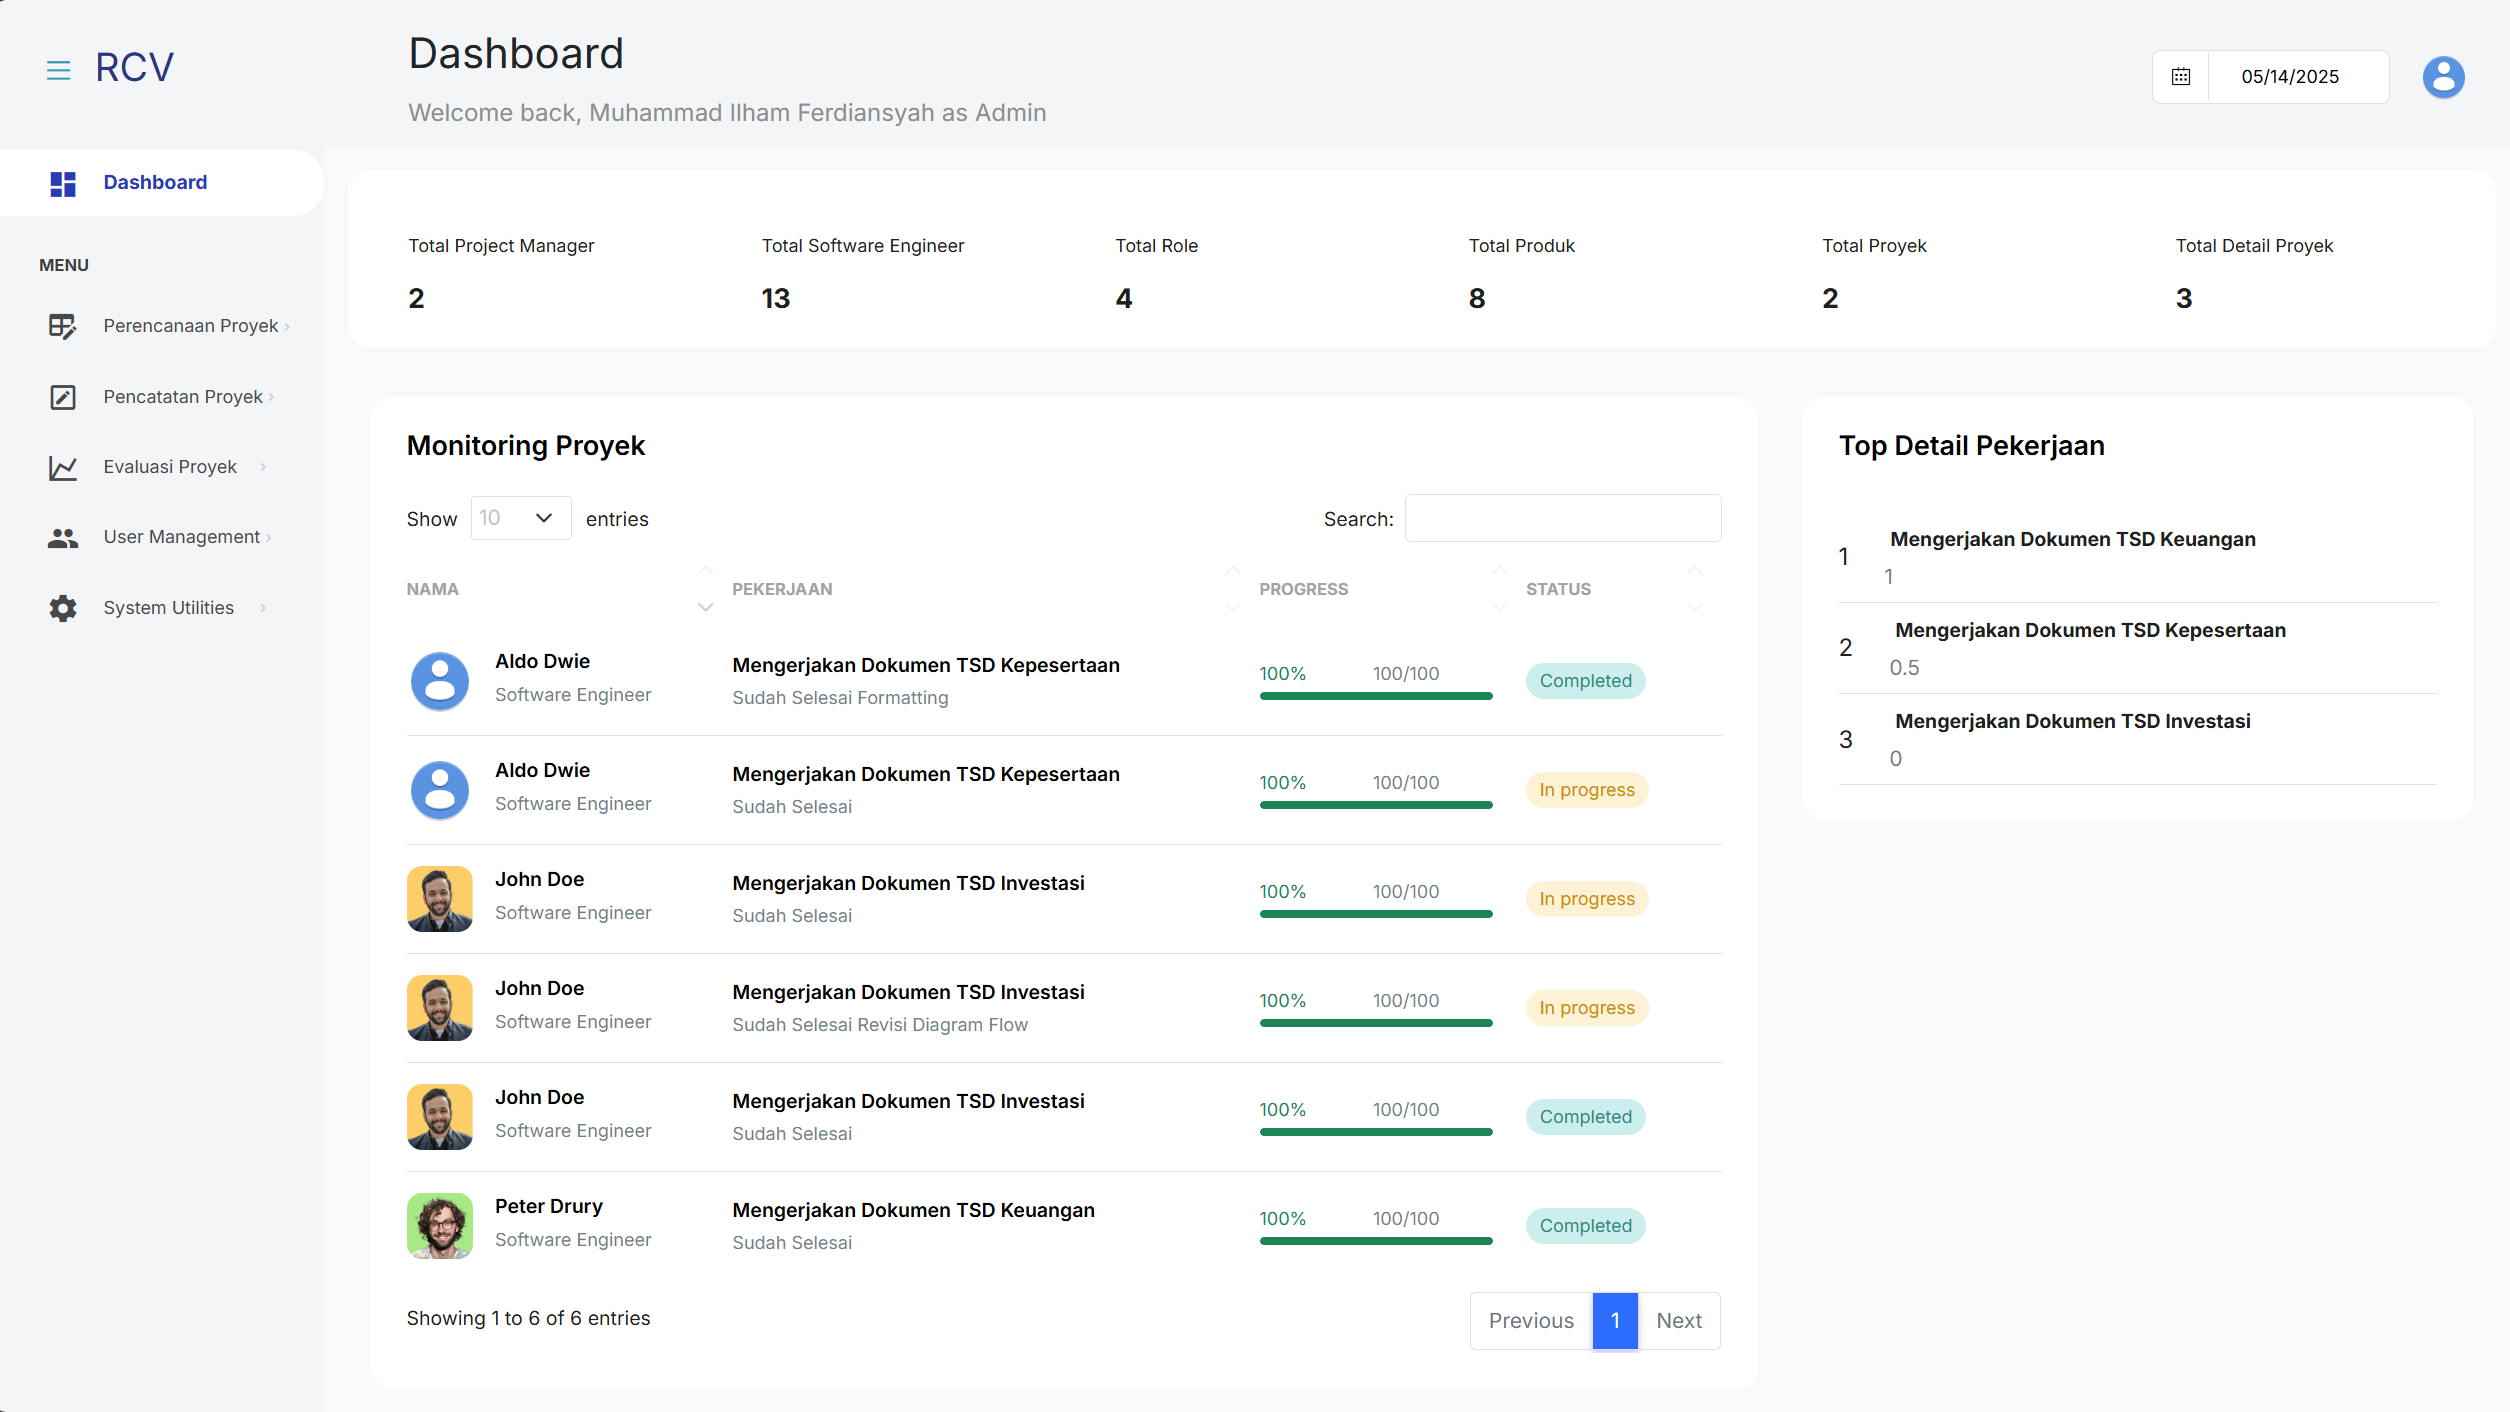 RCV
Dashboard
Welcome back, Muhammad Ilham Ferdiansyah as Admin
05/14/2025
Dashboard
MENU
Perencanaan Proyek
Pencatatan Proyek
Evaluasi Proyek
User Management
System Utilities
Total Project Manager
2
Total Software Engineer
13
Total Role
4
Total Produk
8
Total Proyek
2
Total Detail Proyek
3
Monitoring Proyek
Show 10 entries
Search:
NAMA PEKERJAAN PROGRESS STATUS
Aldo Dwie
Software Engineer
Mengerjakan Dokumen TSD Kepesertaan
Sudah Selesai Formatting
100% 100/100
Completed
Aldo Dwie
Software Engineer
Mengerjakan Dokumen TSD Kepesertaan
Sudah Selesai
100% 100/100
In progress
John Doe
Software Engineer
Mengerjakan Dokumen TSD Investasi
Sudah Selesai
100% 100/100
In progress
John Doe
Software Engineer
Mengerjakan Dokumen TSD Investasi
Sudah Selesai Revisi Diagram Flow
100% 100/100
In progress
John Doe
Software Engineer
Mengerjakan Dokumen TSD Investasi
Sudah Selesai
100% 100/100
Completed
Peter Drury
Software Engineer
Mengerjakan Dokumen TSD Keuangan
Sudah Selesai
100% 100/100
Completed
Showing 1 to 6 of 6 entries
Previous 1 Next
Top Detail Pekerjaan
1
Mengerjakan Dokumen TSD Keuangan
1
2
Mengerjakan Dokumen TSD Kepesertaan
0.5
3
Mengerjakan Dokumen TSD Investasi
0